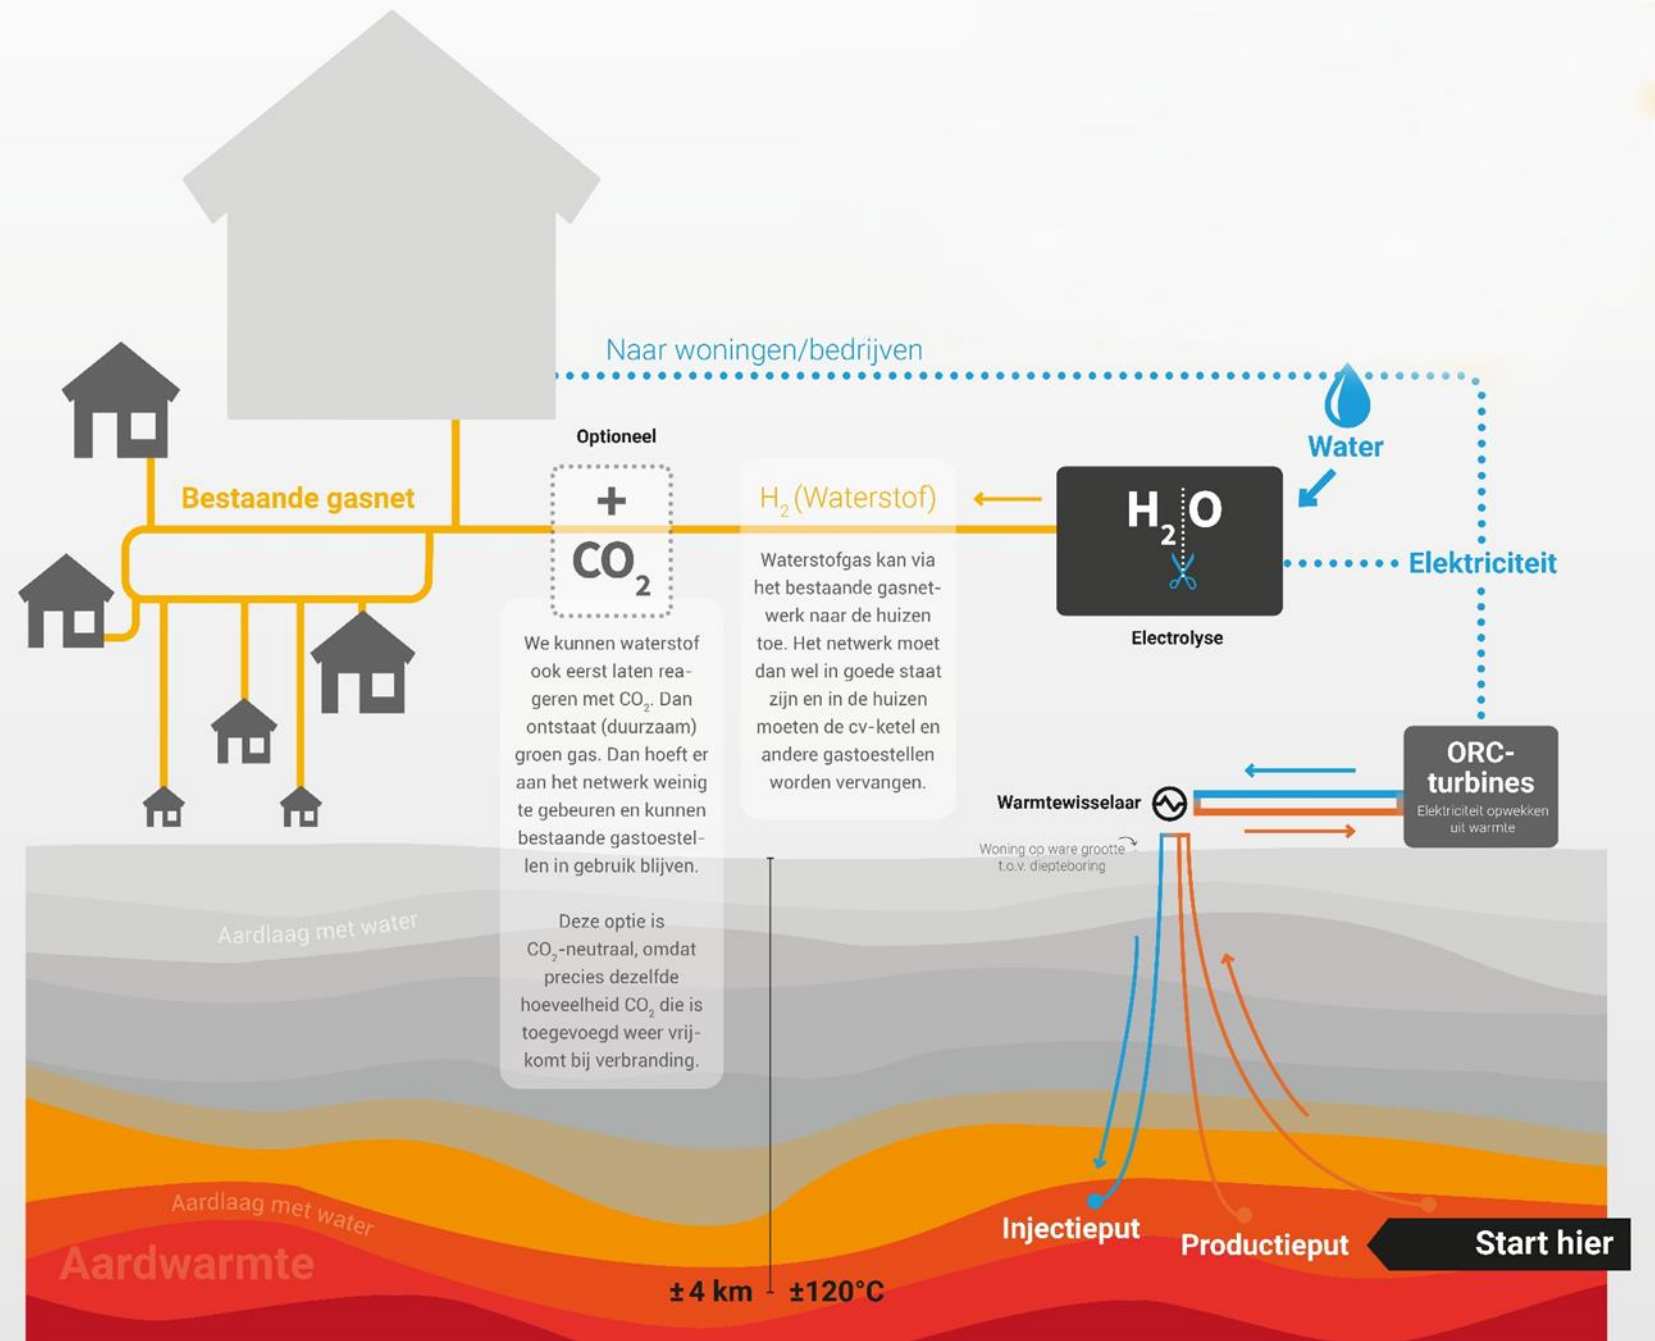 Naar woningen/bedrijven
Water
Optioneel
+
CO2
Bestaande gasnet
H2 (Waterstof)
H2O
Elektriciteit
Electrolyse
Waterstofgas kan via
het bestaande gasnet-
werk naar de huizen
toe. Het netwerk moet
dan wel in goede staat
zijn en in de huizen
moeten de cv-ketel en
andere gastoestellen
worden vervangen.
We kunnen waterstof
ook eerst laten rea-
geren met CO2. Dan
ontstaat (duurzaam)
groen gas. Dan hoeft er
aan het netwerk weinig
te gebeuren en kunnen
bestaande gastoestel-
len in gebruik blijven.
Deze optie is
CO2-neutraal, omdat
precies dezelfde
hoeveelheid CO2 die is
toegevoegd weer vrij-
komt bij verbranding.
ORC-
turbines
Elektriciteit opwekken
uit warmte
Warmtewisselaar
Woning op ware grootte
t.o.v. diepteboring
Aardlaag met water
Aardlaag met water
Aardwarmte
Injectieput
Productieput
Start hier
±4 km
±120°C